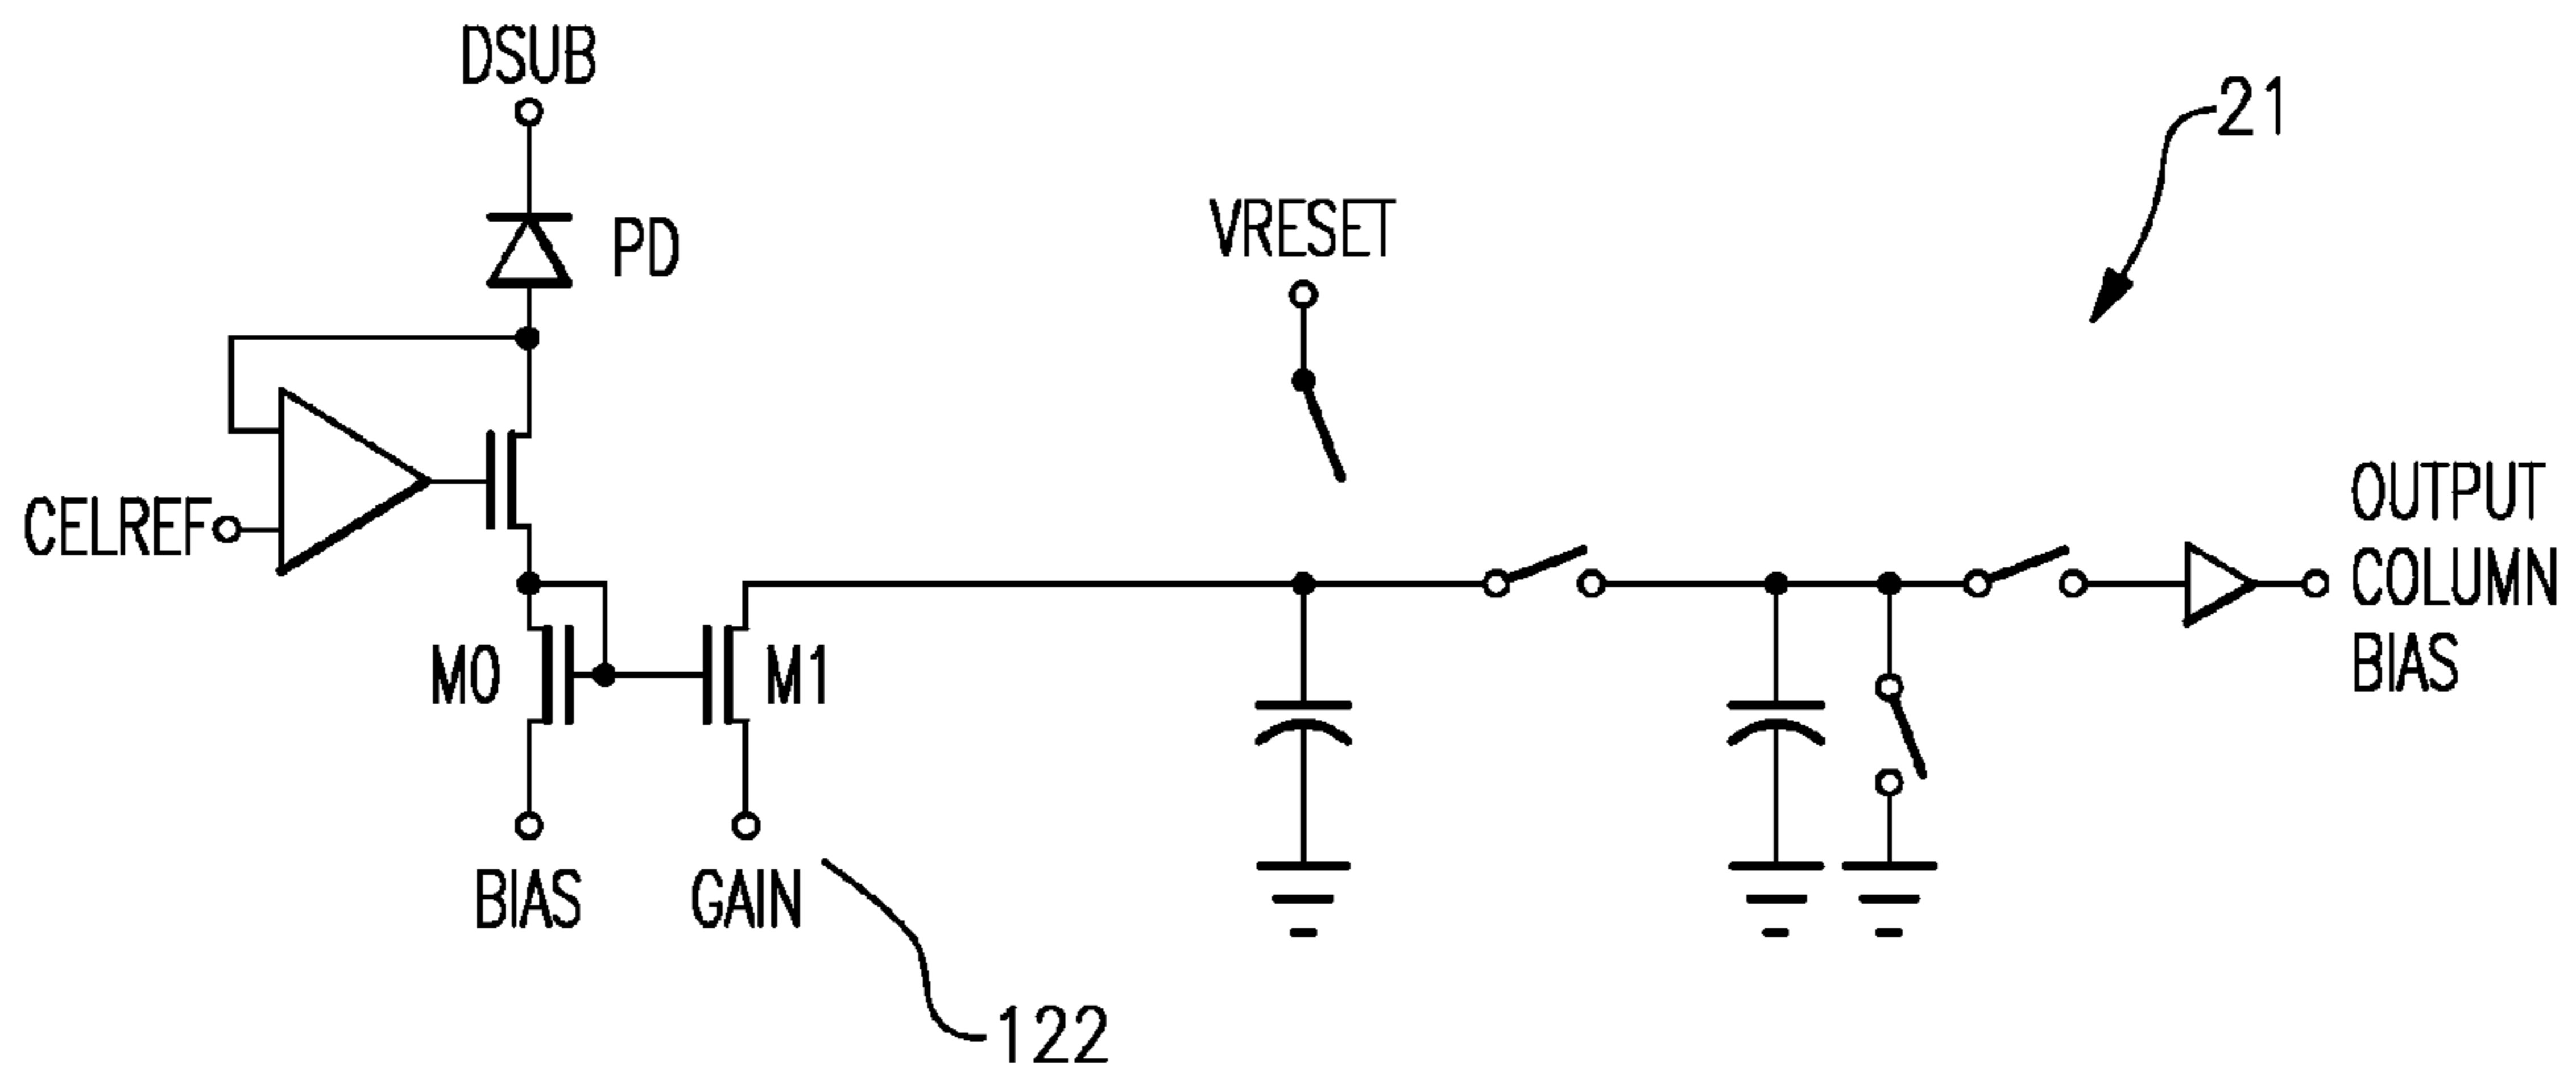 DSUB
PD
21
VRESET
CELREF
OUTPUT
COLUMN
BIAS
M0
M1
BIAS
GAIN
122